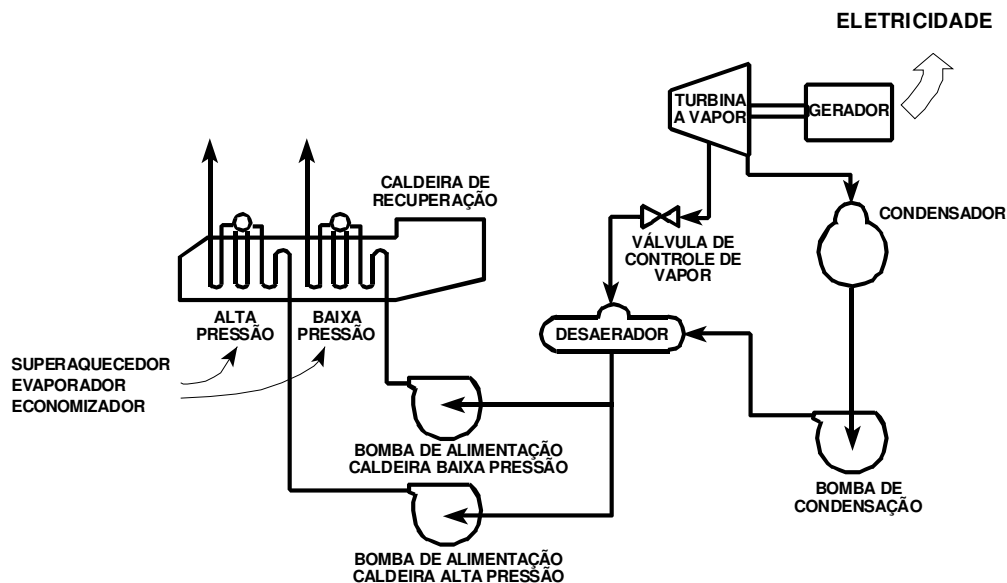 ELETRICIDADE
TURBINA
A VAPOR
GERADOR
CALDEIRA DE
RECUPERAÇÃO
CONDENSADOR
VÁLVULA DE
CONTROLE DE
VAPOR
ALTA
PRESSÃO
BAIXA
PRESSÃO
DESAERADOR
SUPERAQUECEDOR
EVAPORADOR
ECONOMIZADOR
BOMBA DE ALIMENTAÇÃO
CALDEIRA BAIXA PRESSÃO
BOMBA DE
CONDENSAÇÃO
BOMBA DE ALIMENTAÇÃO
CALDEIRA ALTA PRESSÃO